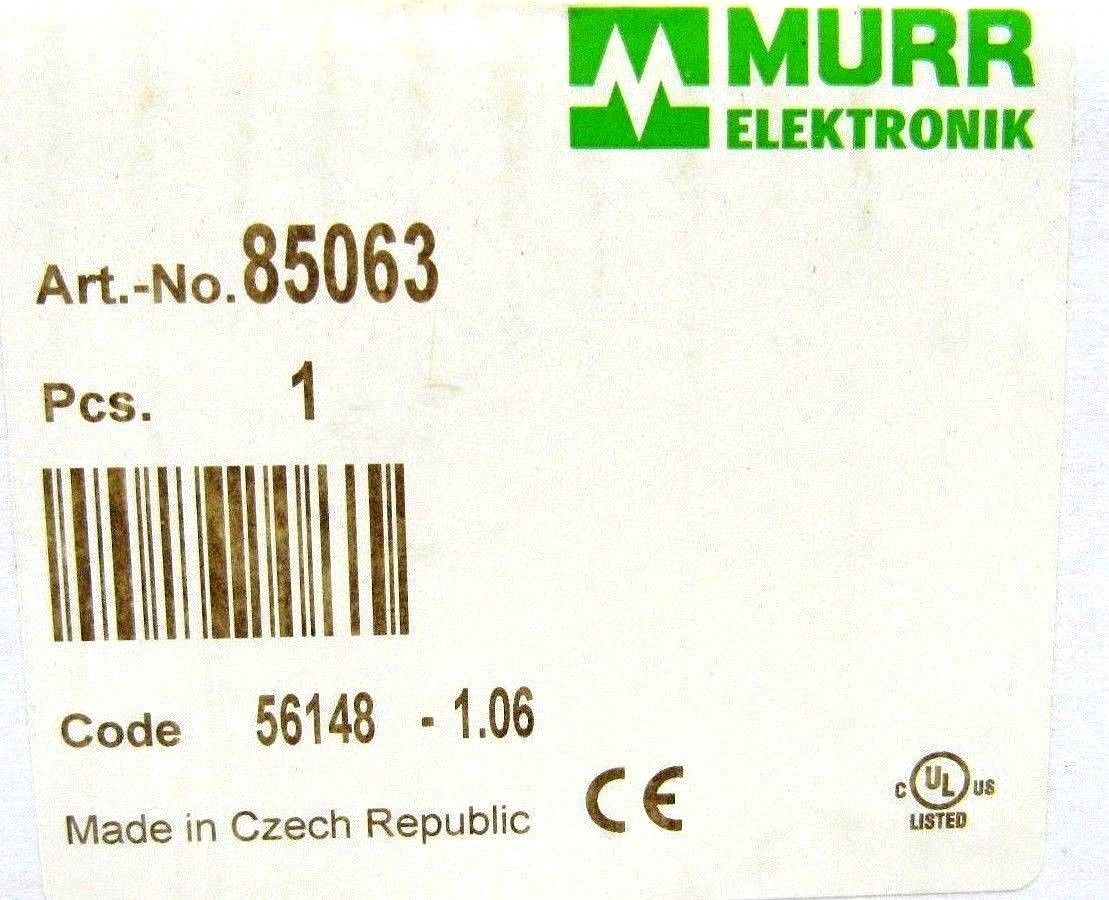 MURR
ELEKTRONIK
Art.-No. 85063
Pcs. 1
Code 56148 - 1.06
Made in Czech Republic
CE
C UL US
LISTED